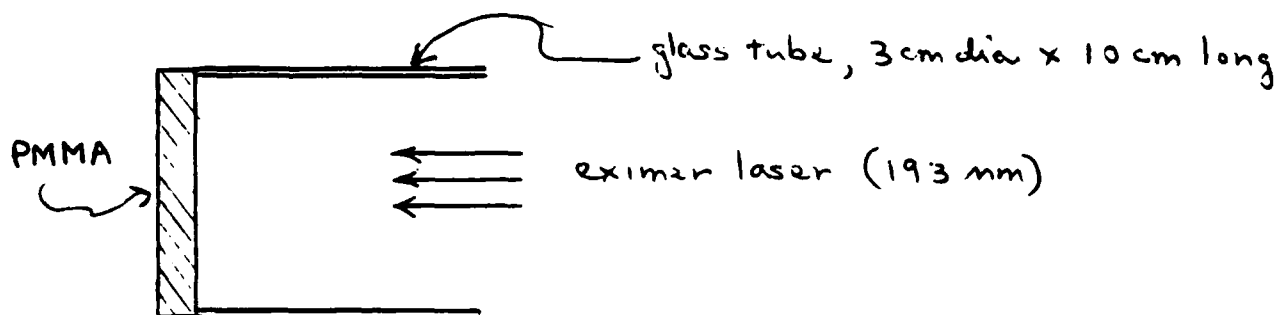 glass tube, 3 cm dia × 10 cm long
PMMA
eximer laser (193 nm)